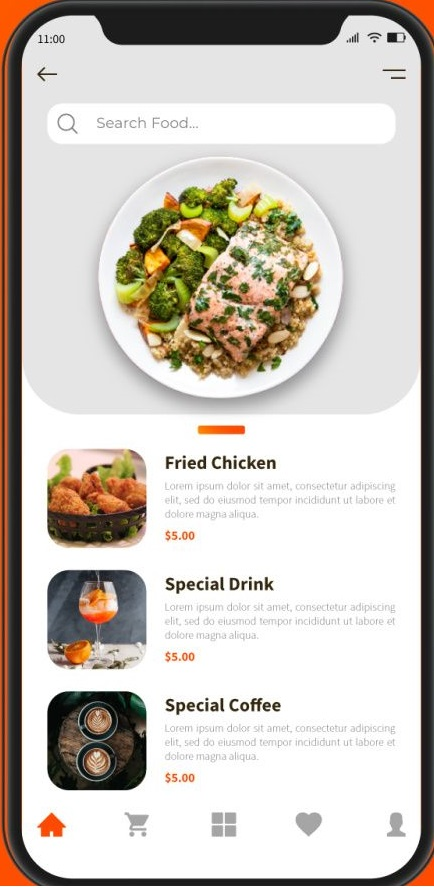 11:00
Search Food...
Fried Chicken
Lorem ipsum dolor sit amet, consectetur adipiscing
elit, sed do eiusmod tempor incididunt ut labore et
dolore magna aliqua.
$5.00
Special Drink
Lorem ipsum dolor sit amet, consectetur adipiscing
elit, sed do eiusmod tempor incididunt ut labore et
dolore magna aliqua.
$5.00
Special Coffee
Lorem ipsum dolor sit amet, consectetur adipiscing
elit, sed do eiusmod tempor incididunt ut labore et
dolore magna aliqua.
$5.00